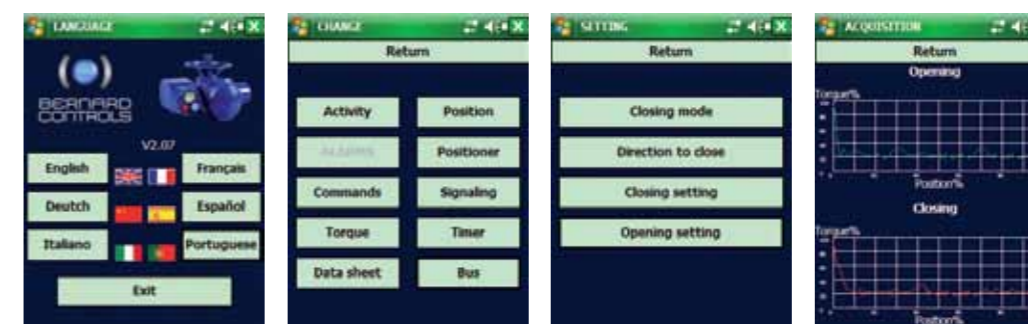 LANGUAGE
BERNARD
CONTROLS
V2.07
English
Français
Deutch
Español
Italiano
Portuguese
Exit
CHANGE
Return
Activity
Position
Positioner
Commands
Signaling
Torque
Timer
Data sheet
Bus
SETTING
Return
Closing mode
Direction to close
Closing setting
Opening setting
ACQUISITION
Return
Opening
Torque%
Position%
Closing
Torque%
Position%